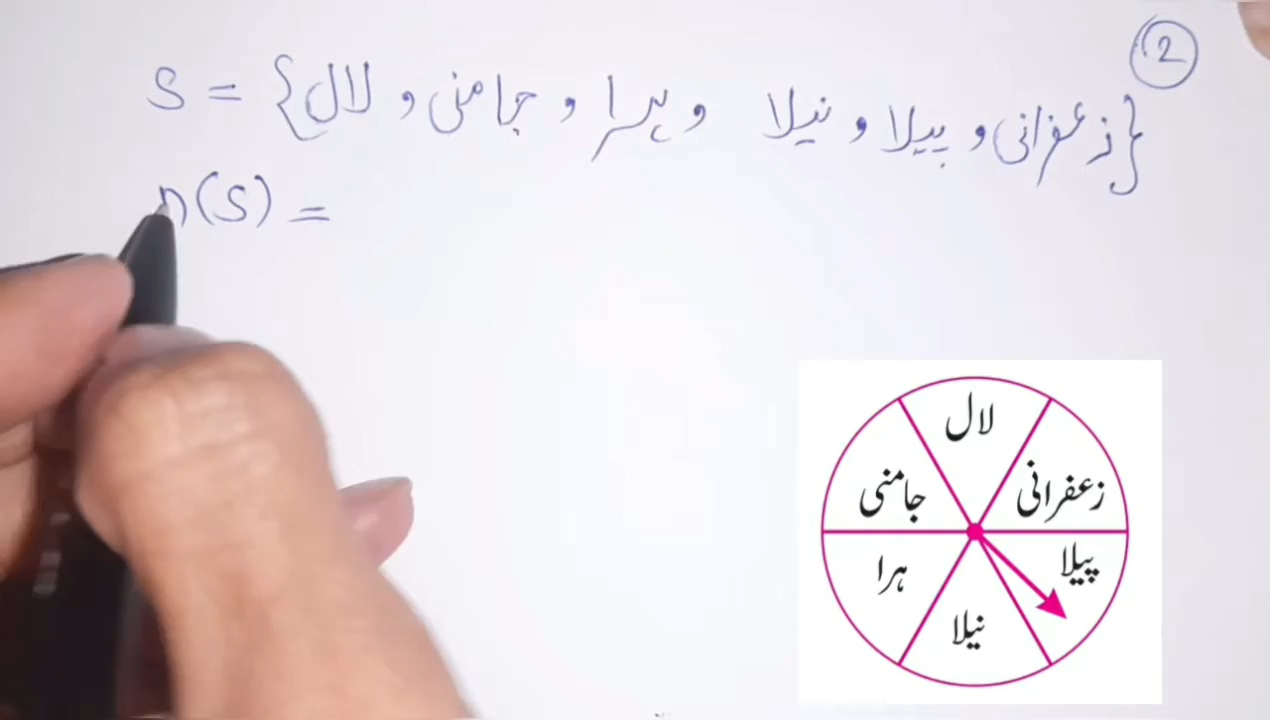 2
S = {لال و جامنی و ہرا و نیلا و پیلا و زعفرانی}
n(S) =
لال
جامنی
زعفرانی
ہرا
پیلا
نیلا